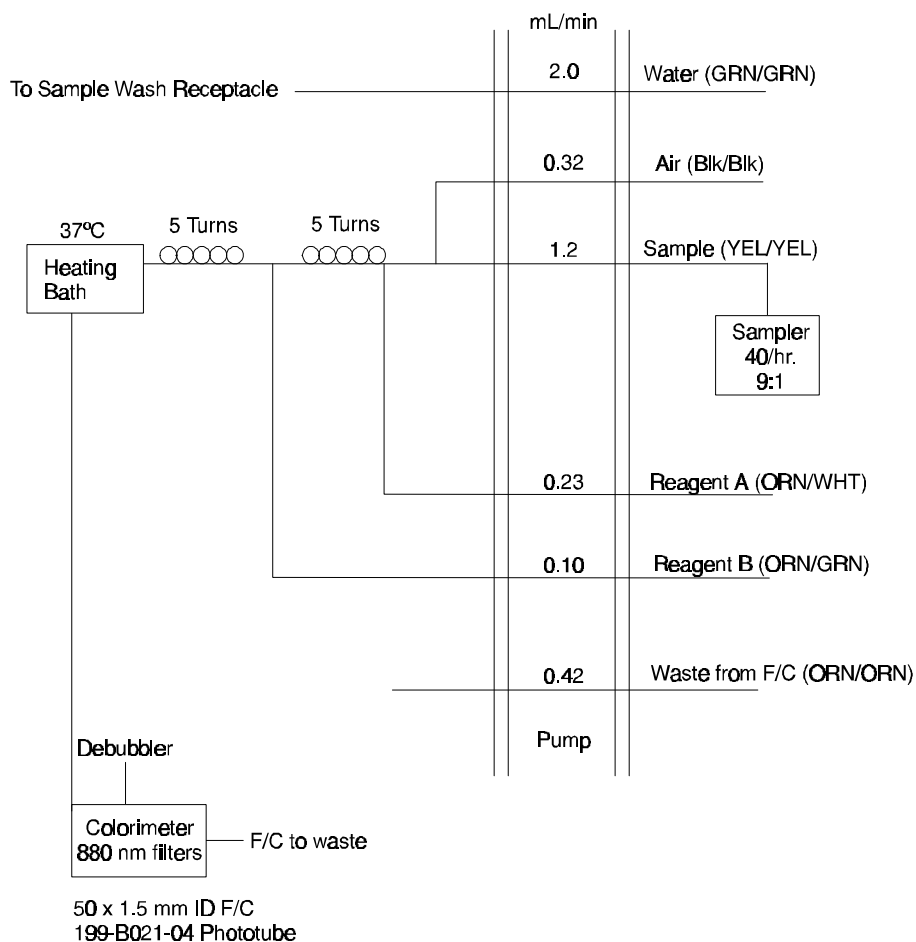 mL/min
2.0
Water (GRN/GRN)
To Sample Wash Receptacle
0.32
Air (Blk/Blk)
5 Turns
5 Turns
37ºC
1.2
Sample (YEL/YEL)
Heating
Bath
Sampler
40/hr.
9:1
0.23
Reagent A (ORN/WHT)
0.10
Reagent B (ORN/GRN)
0.42
Waste from F/C (ORN/ORN)
Pump
Debubbler
Colorimeter
880 nm filters
F/C to waste
50 x 1.5 mm ID F/C
199-B021-04 Phototube